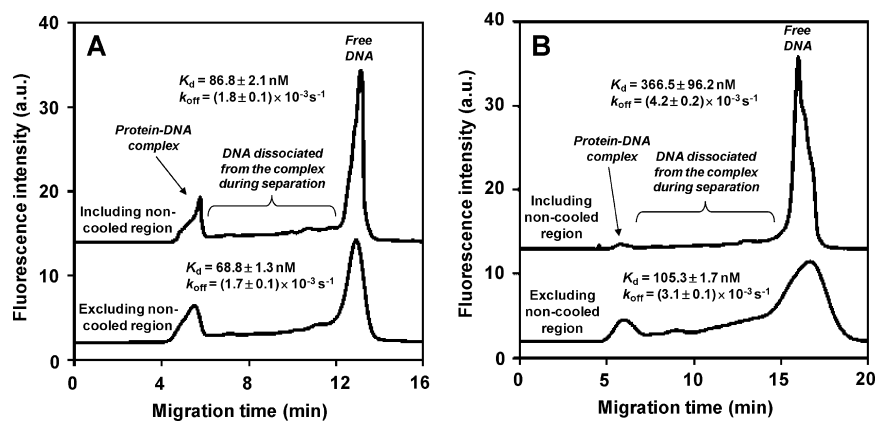 A
Fluorescence intensity (a.u.)
40
30
20
10
0
0
4
8
12
16
Migration time (min)
Free
DNA
Kd = 86.8 ± 2.1 nM
koff = (1.8 ± 0.1) × 10⁻³ s⁻¹
Protein-DNA
complex
DNA dissociated
from the complex
during separation
Including non-
cooled region
Kd = 68.8 ± 1.3 nM
koff = (1.7 ± 0.1) × 10⁻³ s⁻¹
Excluding non-
cooled region
B
Fluorescence intensity (a.u.)
40
30
20
10
0
0
5
10
15
20
Migration time (min)
Free
DNA
Kd = 366.5 ± 96.2 nM
koff = (4.2 ± 0.2) × 10⁻³ s⁻¹
Protein-DNA
complex
DNA dissociated
from the complex
during separation
Including
non-cooled
region
Kd = 105.3 ± 1.7 nM
koff = (3.1 ± 0.1) × 10⁻³ s⁻¹
Excluding
non-cooled
region